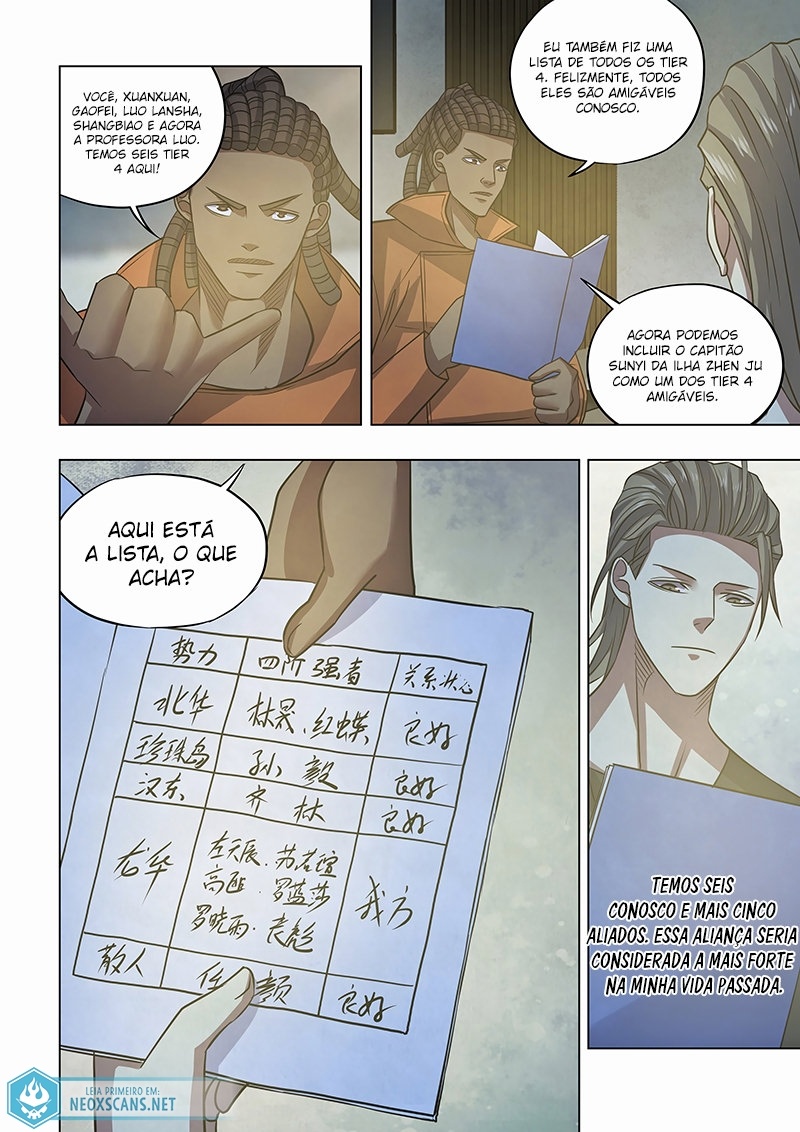 VOCÊ, XUANXUAN,
GAOFEI, LUO LANSHA,
SHANGBIAO E AGORA
A PROFESSORA LUO.
TEMOS SEIS TIER
4 AQUI!
EU TAMBÉM FIZ UMA
LISTA DE TODOS OS TIER
4. FELIZMENTE, TODOS
ELES SÃO AMIGÁVEIS
CONOSCO.
AGORA PODEMOS
INCLUIR O CAPITÃO
SUNYI DA ILHA ZHEN JU
COMO UM DOS TIER 4
AMIGÁVEIS.
AQUI ESTÁ
A LISTA, O QUE
ACHA?
势力 四阶强者 关系状态
北华 林昊、红蝶 良好
珍珠岛 孙毅 良好
汉东 齐林 良好
龙华 左天辰、苏若瑄 我方
高飞、罗蓝莎
罗晓雨、
散人 任颜 良好
TEMOS SEIS
CONOSCO E MAIS CINCO
ALIADOS. ESSA ALIANÇA SERIA
CONSIDERADA A MAIS FORTE
NA MINHA VIDA PASSADA.
LEIA PRIMEIRO EM:
NEOXSCANS.NET